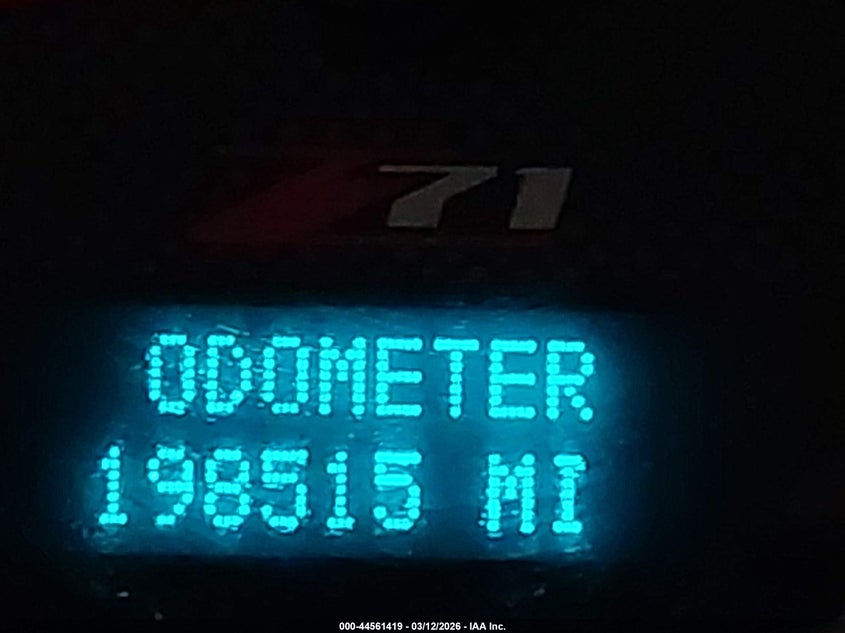 Z71
ODOMETER
198515 MI
000-44561419 - 03/12/2026 - IAA Inc.